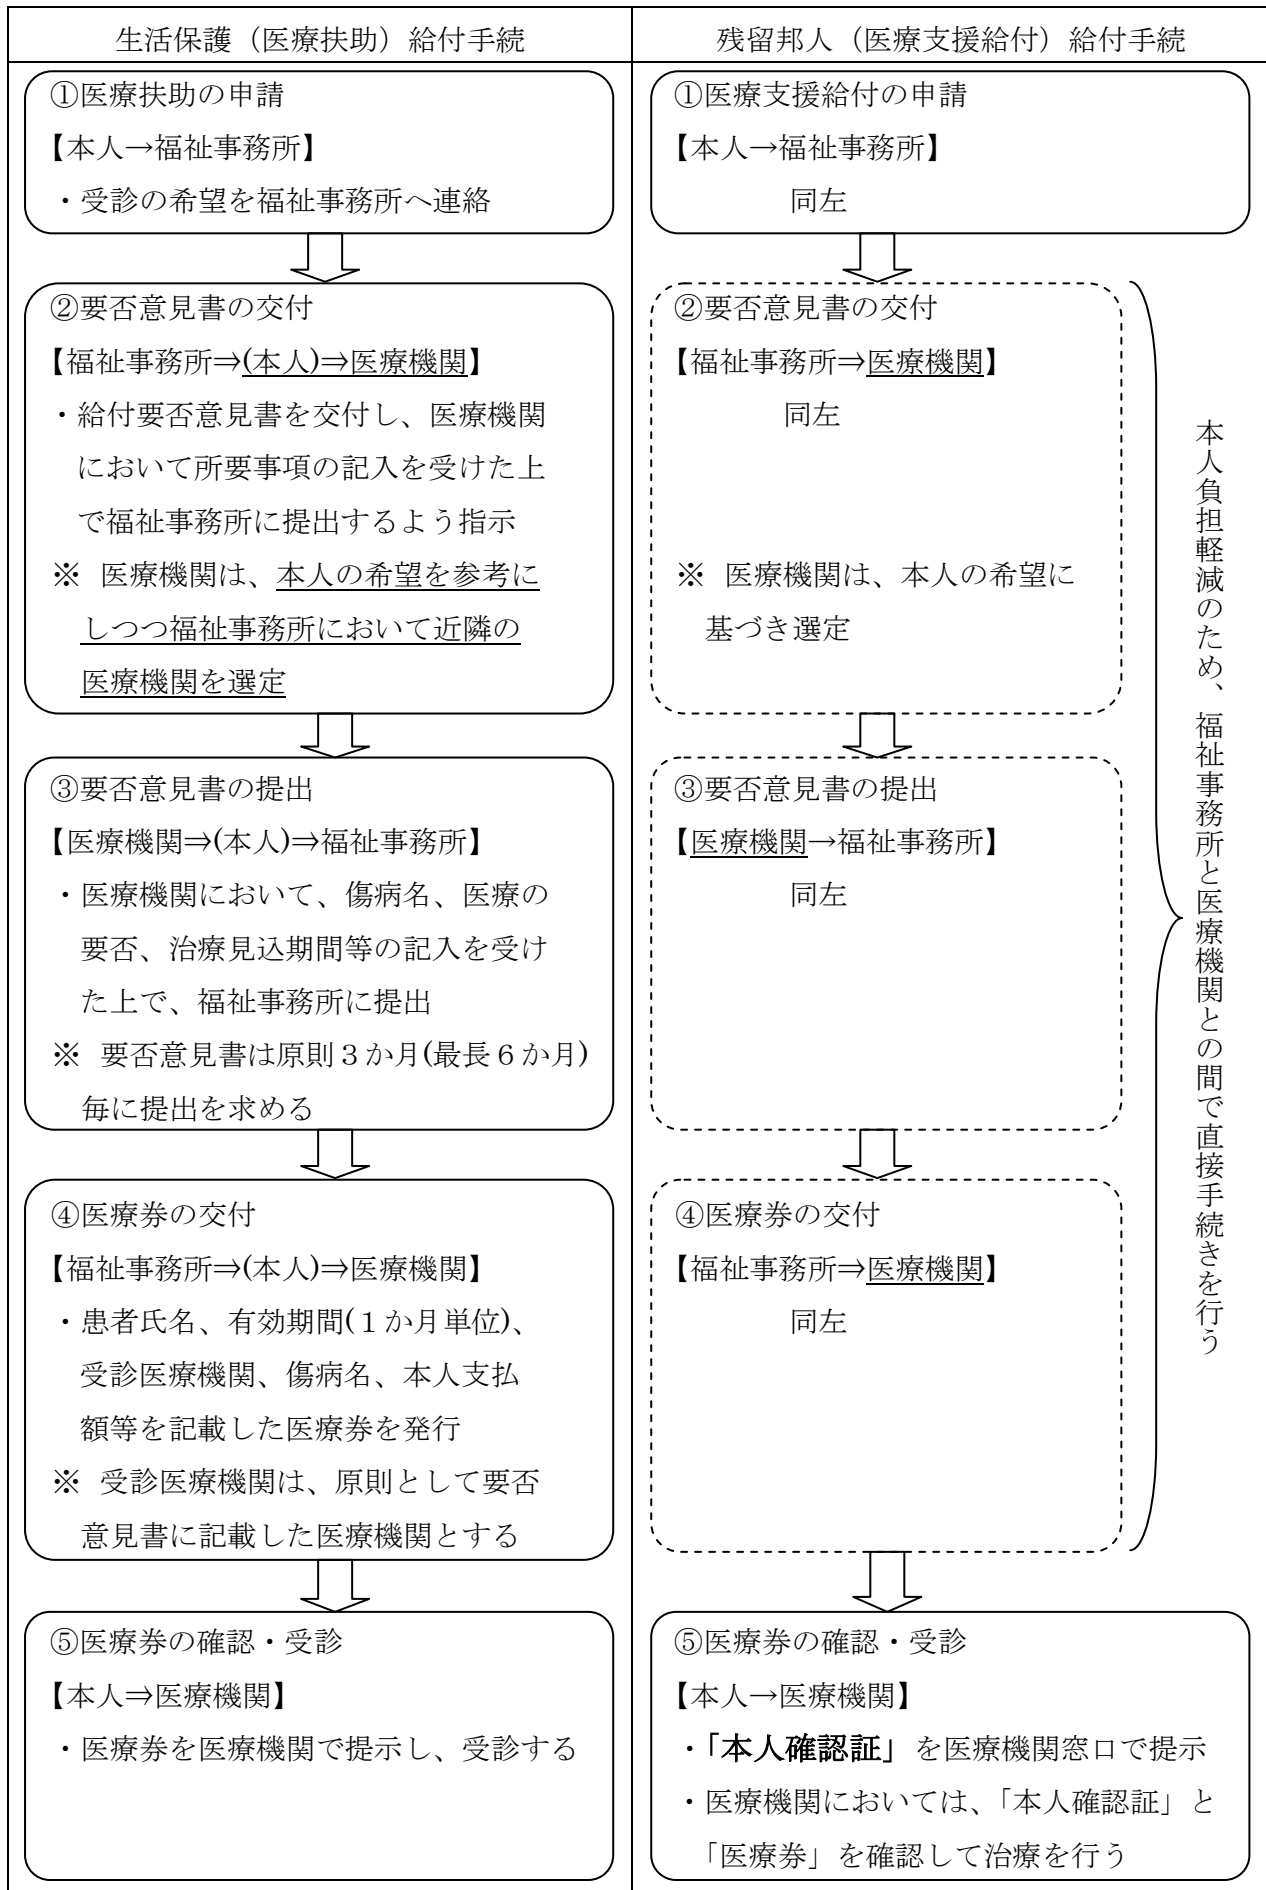 生活保護（医療扶助）給付手続
①医療扶助の申請
【本人→福祉事務所】
・受診の希望を福祉事務所へ連絡
②要否意見書の交付
【福祉事務所⇒(本人)⇒医療機関】
・給付要否意見書を交付し、医療機関
において所要事項の記入を受けた上
で福祉事務所に提出するよう指示
※ 医療機関は、本人の希望を参考に
しつつ福祉事務所において近隣の
医療機関を選定
③要否意見書の提出
【医療機関⇒(本人)⇒福祉事務所】
・医療機関において、傷病名、医療の
要否、治療見込期間等の記入を受け
た上で、福祉事務所に提出
※ 要否意見書は原則３か月(最長６か月)
毎に提出を求める
④医療券の交付
【福祉事務所⇒(本人)⇒医療機関】
・患者氏名、有効期間(１か月単位)、
受診医療機関、傷病名、本人支払
額等を記載した医療券を発行
※ 受診医療機関は、原則として要否
意見書に記載した医療機関とする
⑤医療券の確認・受診
【本人⇒医療機関】
・医療券を医療機関で提示し、受診する
残留邦人（医療支援給付）給付手続
①医療支援給付の申請
【本人→福祉事務所】
同左
②要否意見書の交付
【福祉事務所⇒医療機関】
同左
※ 医療機関は、本人の希望に
基づき選定
③要否意見書の提出
【医療機関→福祉事務所】
同左
④医療券の交付
【福祉事務所⇒医療機関】
同左
本人負担軽減のため、福祉事務所と医療機関との間で直接手続きを行う
⑤医療券の確認・受診
【本人→医療機関】
・「本人確認証」を医療機関窓口で提示
・医療機関においては、「本人確認証」と
「医療券」を確認して治療を行う